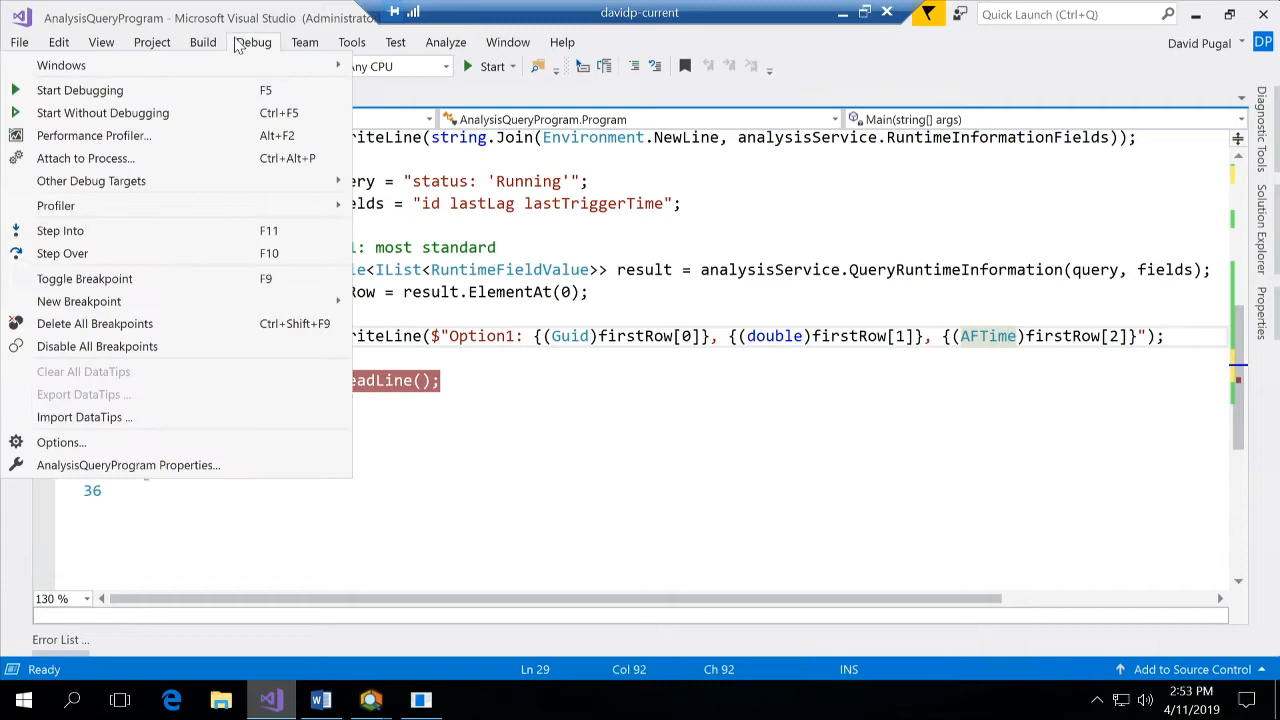 AnalysisQueryProgram - Microsoft Visual Studio (Administrator
davidp-current
Quick Launch (Ctrl+Q)
File Edit View Project Build Debug Team Tools Test Analyze Window Help
David Pugal DP
Any CPU Start
Windows
Start Debugging F5
Start Without Debugging Ctrl+F5
Performance Profiler... Alt+F2
Attach to Process... Ctrl+Alt+P
Other Debug Targets
Profiler
Step Into F11
Step Over F10
Toggle Breakpoint F9
New Breakpoint
Delete All Breakpoints Ctrl+Shift+F9
Disable All Breakpoints
Clear All DataTips
Export DataTips ...
Import DataTips ...
Options...
AnalysisQueryProgram Properties...
AnalysisQueryProgram.Program
Main(string[] args)
riteLine(string.Join(Environment.NewLine, analysisService.RuntimeInformationFields));
ry = "status: 'Running'";
elds = "id lastLag lastTriggerTime";
1: most standard
le<IList<RuntimeFieldValue>> result = analysisService.QueryRuntimeInformation(query, fields);
Row = result.ElementAt(0);
riteLine($"Option1: {(Guid)firstRow[0]}, {(double)firstRow[1]}, {(AFTime)firstRow[2]}");
eadLine();
36
Diagnostic Tools
Solution Explorer
Properties
130 %
Error List ...
Ready Ln 29 Col 92 Ch 92 INS Add to Source Control
2:53 PM
4/11/2019